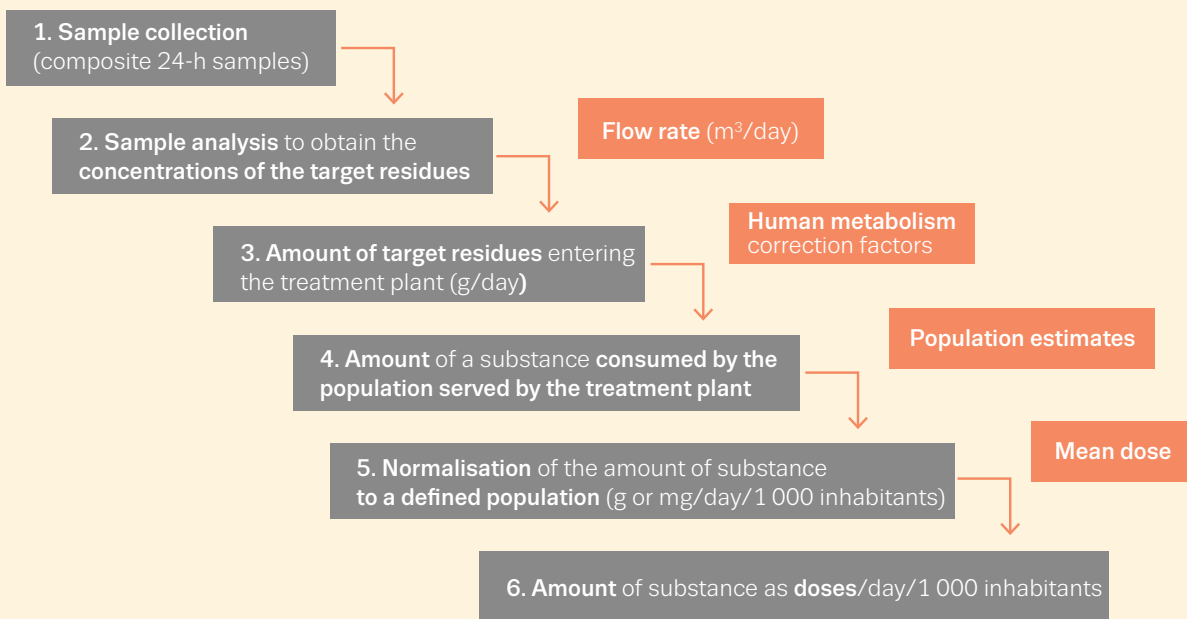 1. Sample collection
(composite 24-h samples)
2. Sample analysis to obtain the
concentrations of the target residues
Flow rate (m³/day)
3. Amount of target residues entering
the treatment plant (g/day)
Human metabolism
correction factors
4. Amount of a substance consumed by the
population served by the treatment plant
Population estimates
5. Normalisation of the amount of substance
to a defined population (g or mg/day/1 000 inhabitants)
Mean dose
6. Amount of substance as doses/day/1 000 inhabitants